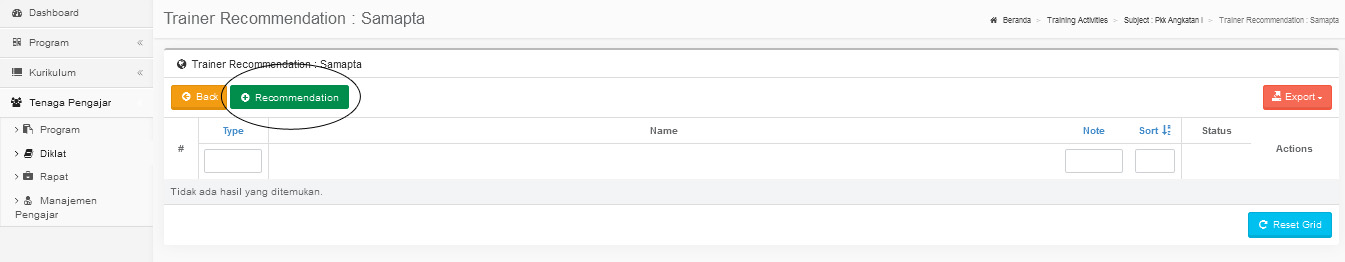 Dashboard
Program
Kurikulum
Tenaga Pengajar
Program
Diklat
Rapat
Manajemen
Pengajar
Trainer Recommendation : Samapta
Beranda > Training Activities > Subject : Pkk Angkatan I > Trainer Recommendation : Samapta
Trainer Recommendation : Samapta
Back Recommendation Export
# Type Name Note Sort Status Actions
Tidak ada hasil yang ditemukan.
Reset Grid